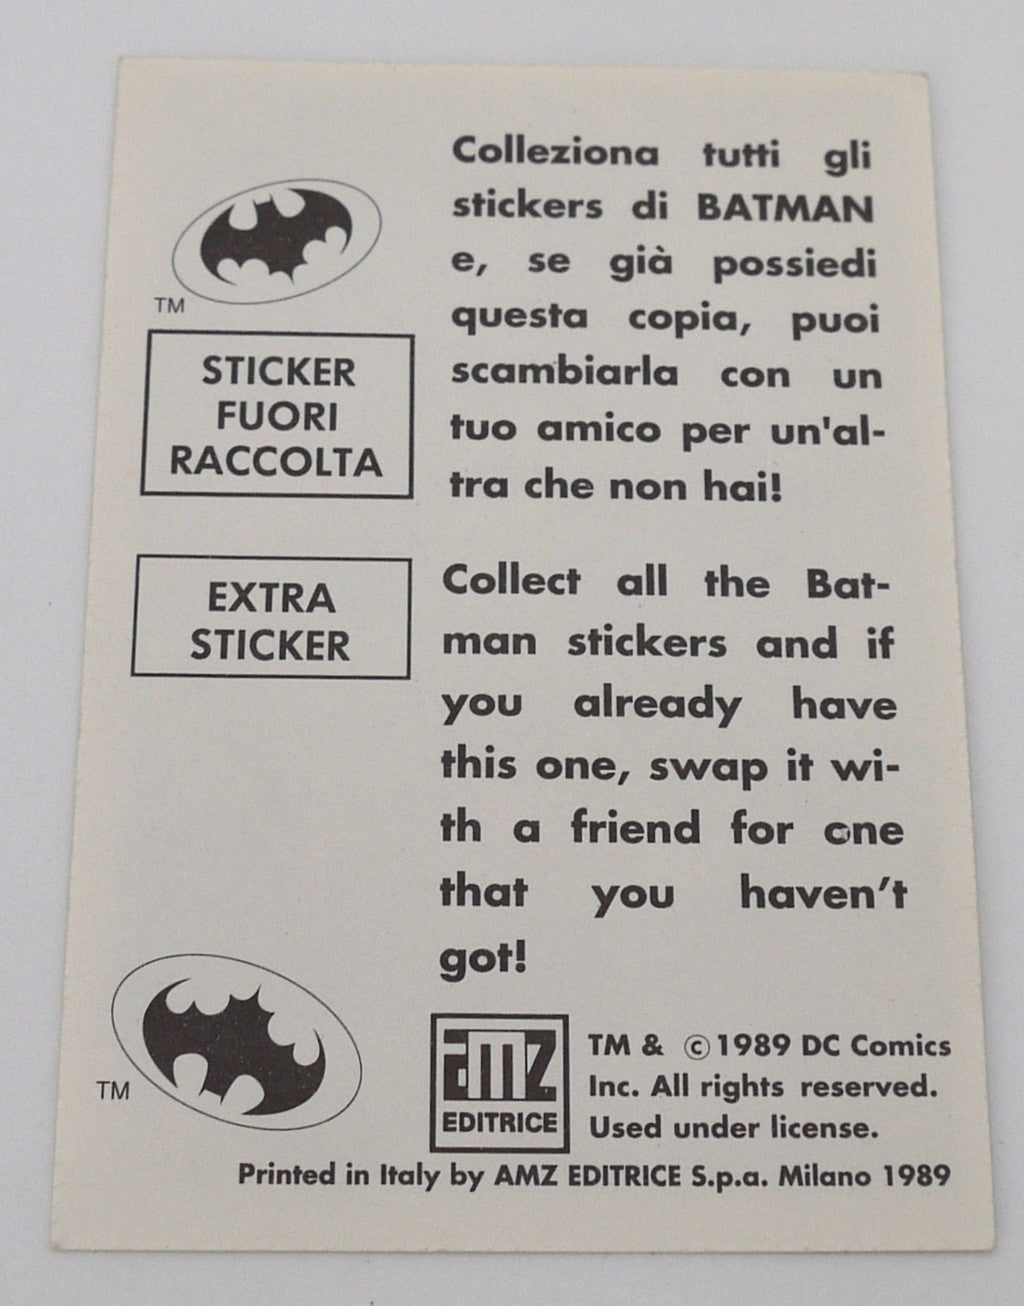 TM
STICKER
FUORI
RACCOLTA
EXTRA
STICKER
TM
Colleziona tutti gli
stickers di BATMAN
e, se già possiedi
questa copia, puoi
scambiarla con un
tuo amico per un'al-
tra che non hai!
Collect all the Bat-
man stickers and if
you already have
this one, swap it wi-
th a friend for one
that you haven't
got!
amz
EDITRICE
TM & ©1989 DC Comics
Inc. All rights reserved.
Used under license.
Printed in Italy by AMZ EDITRICE S.p.a. Milano 1989